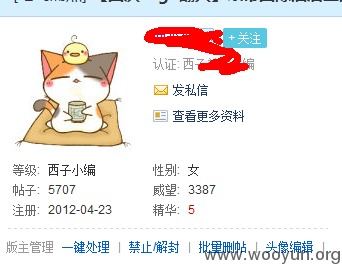 +关注
认证: 西子
编
发私信
查看更多资料
等级: 西子小编 性别: 女
帖子: 5707 威望: 3387
注册: 2012-04-23 精华: 5
www.wooyun.org
版主管理 一键处理 | 禁止/解封 | 批量删帖 | 头像编辑 |